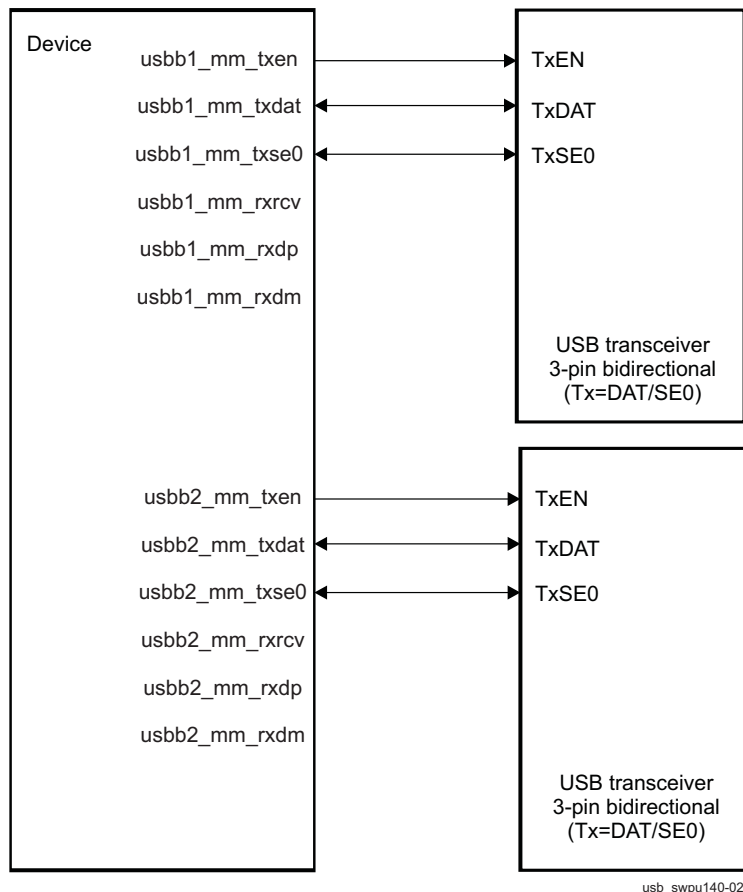 Device
usbb1_mm_txen
TxEN
usbb1_mm_txdat
TxDAT
usbb1_mm_txse0
TxSE0
usbb1_mm_rxrcv
usbb1_mm_rxdp
usbb1_mm_rxdm
USB transceiver
3-pin bidirectional
(Tx=DAT/SE0)
usbb2_mm_txen
TxEN
usbb2_mm_txdat
TxDAT
usbb2_mm_txse0
TxSE0
usbb2_mm_rxrcv
usbb2_mm_rxdp
usbb2_mm_rxdm
USB transceiver
3-pin bidirectional
(Tx=DAT/SE0)
usb_swpu140-02